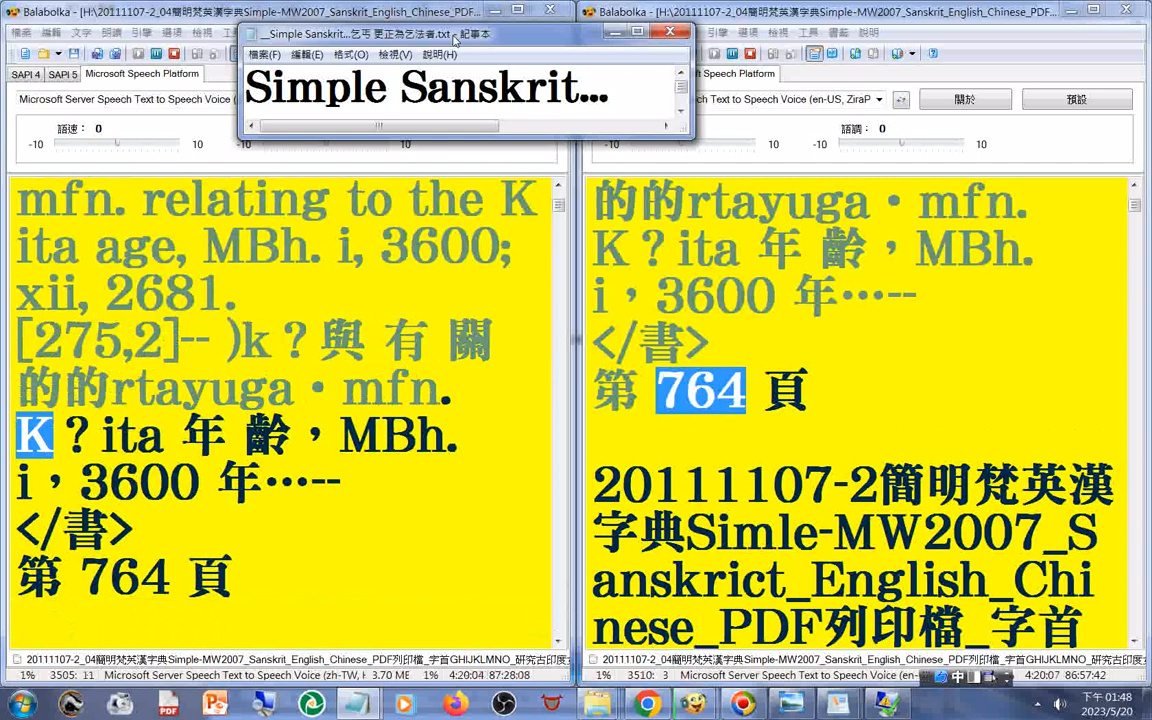 Balabolka - [H:\20111107-2_04簡明梵英漢字典Simple-MW2007_Sanskrit_English_Chinese_PDF...
Balabolka - [H:\20111107-2_04簡明梵英漢字典Simple-MW2007_Sanskrit_English_Chinese_PDF...
__Simple Sanskrit...乞丐 更正為乞法者.txt - 記事本
檔案(F) 編輯(E) 格式(O) 檢視(V) 說明(H)
Simple Sanskrit...
檔案 編輯 文字 朗讀
SAPI 4 SAPI 5 Microsoft Speech Platform
Speech Platform
Microsoft Server Speech Text to Speech Voice (
Text to Speech Voice (en-US, ZiraP
關於
預設
語速： 0
-10 10 -10 10
語調： 0
10 -10 10
mfn. relating to the K
ita age, MBh. i, 3600;
xii, 2681.
[275,2]-- )k？與 有 關
的的rtayuga·mfn.
K？ita 年 齡，MBh.
i，3600 年…--
</書>
第 764 頁
的的rtayuga·mfn.
K？ita 年 齡，MBh.
i，3600 年…--
</書>
第 764 頁
20111107-2簡明梵英漢
字典Simle-MW2007_S
anskrict_English_Chi
nese_PDF列印檔_字首
20111107-2_04簡明梵英漢字典Simple-MW2007_Sanskrit_English_Chinese_PDF列印檔_字首GHIJKLMNO_研究古印度
20111107-2_04簡明梵英漢字典Simple-MW2007_Sanskrit_English_Chinese_PDF列印檔_字首GHIJKLMNO_研究古印度
1% 3505: 11 Microsoft Server Speech Text to Speech Voice (zh-TW, H 3.70 ME 1% 4:20:04 87:28:08
1% 3510: 3 Microsoft Server Speech Text to Speech Voice 中 4:20:07 86:57:42
PDF
下午 01:48
2023/5/20